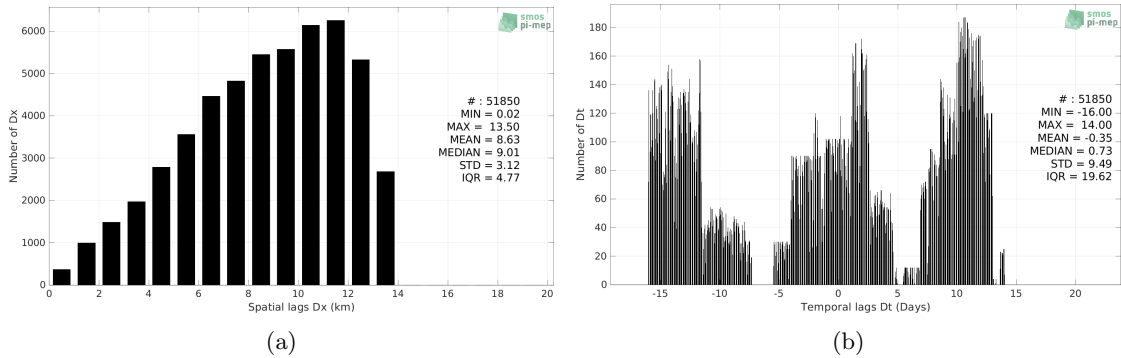 smos
pi-mep
6000
5000
4000
3000
2000
1000
0
Number of Dx
# : 51850
MIN = 0.02
MAX = 13.50
MEAN = 8.63
MEDIAN = 9.01
STD = 3.12
IQR = 4.77
0 2 4 6 8 10 12 14 16 18 20
Spatial lags Dx (km)
(a)
smos
pi-mep
180
160
140
120
100
80
60
40
20
0
Number of Dt
# : 51850
MIN = -16.00
MAX = 14.00
MEAN = -0.35
MEDIAN = 0.73
STD = 9.49
IQR = 19.62
-15 -10 -5 0 5 10 15 20
Temporal lags Dt (Days)
(b)